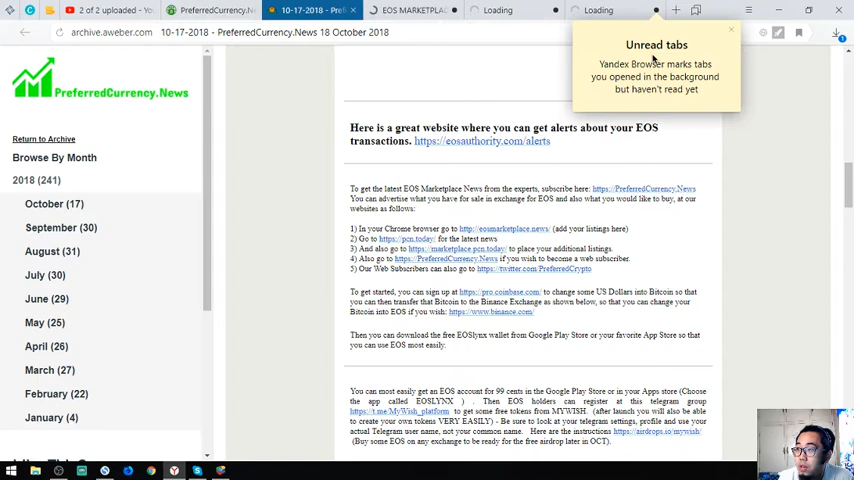 2 of 2 uploaded - You
PreferredCurrency.N
10-17-2018 - Prefe
EOS MARKETPLAC
Loading
Loading
archive.aweber.com
10-17-2018 - PreferredCurrency.News 18 October 2018
Unread tabs
Yandex Browser marks tabs
you opened in the background
but haven't read yet
PreferredCurrency.News
Return to Archive
Browse By Month
2018 (241)
October (17)
September (30)
August (31)
July (30)
June (29)
May (25)
April (26)
March (27)
February (22)
January (4)
Here is a great website where you can get alerts about your EOS
transactions. https://eosauthority.com/alerts
To get the latest EOS Marketplace News from the experts, subscribe here: https://PreferredCurrency.News
You can advertise what you have for sale in exchange for EOS and also what you would like to buy, at our
websites as follows:
1) In your Chrome browser go to http://eosmarketplace.news/ (add your listings here)
2) Go to https://pcn.today/ for the latest news
3) And also go to https://marketplace.pcn.today/ to place your additional listings.
4) Also go to https://PreferredCurrency.News if you wish to become a web subscriber.
5) Our Web Subscribers can also go to https://twitter.com/PreferredCrypto
To get started, you can sign up at https://pro.coinbase.com/ to change some US Dollars into Bitcoin so that
you can then transfer that Bitcoin to the Binance Exchange as shown below, so that you can change your
Bitcoin into EOS if you wish: https://www.binance.com/
Then you can download the free EOSlynx wallet from Google Play Store or your favorite App Store so that
you can use EOS most easily.
You can most easily get an EOS account for 99 cents in the Google Play Store or in your Apps store (Choose
the app called EOSLYNX ) . Then EOS holders can register at this telegram group
https://t.me/MyWish_platform to get some free tokens from MYWISH. (after launch you will also be able
to create your own tokens VERY EASILY) - Be sure to look at your telegram settings, profile and use your
actual Telegram user name, not your common name. Here are the instructions https://airdrops.io/mywish/
(Buy some EOS on any exchange to be ready for the free airdrop later in OCT).